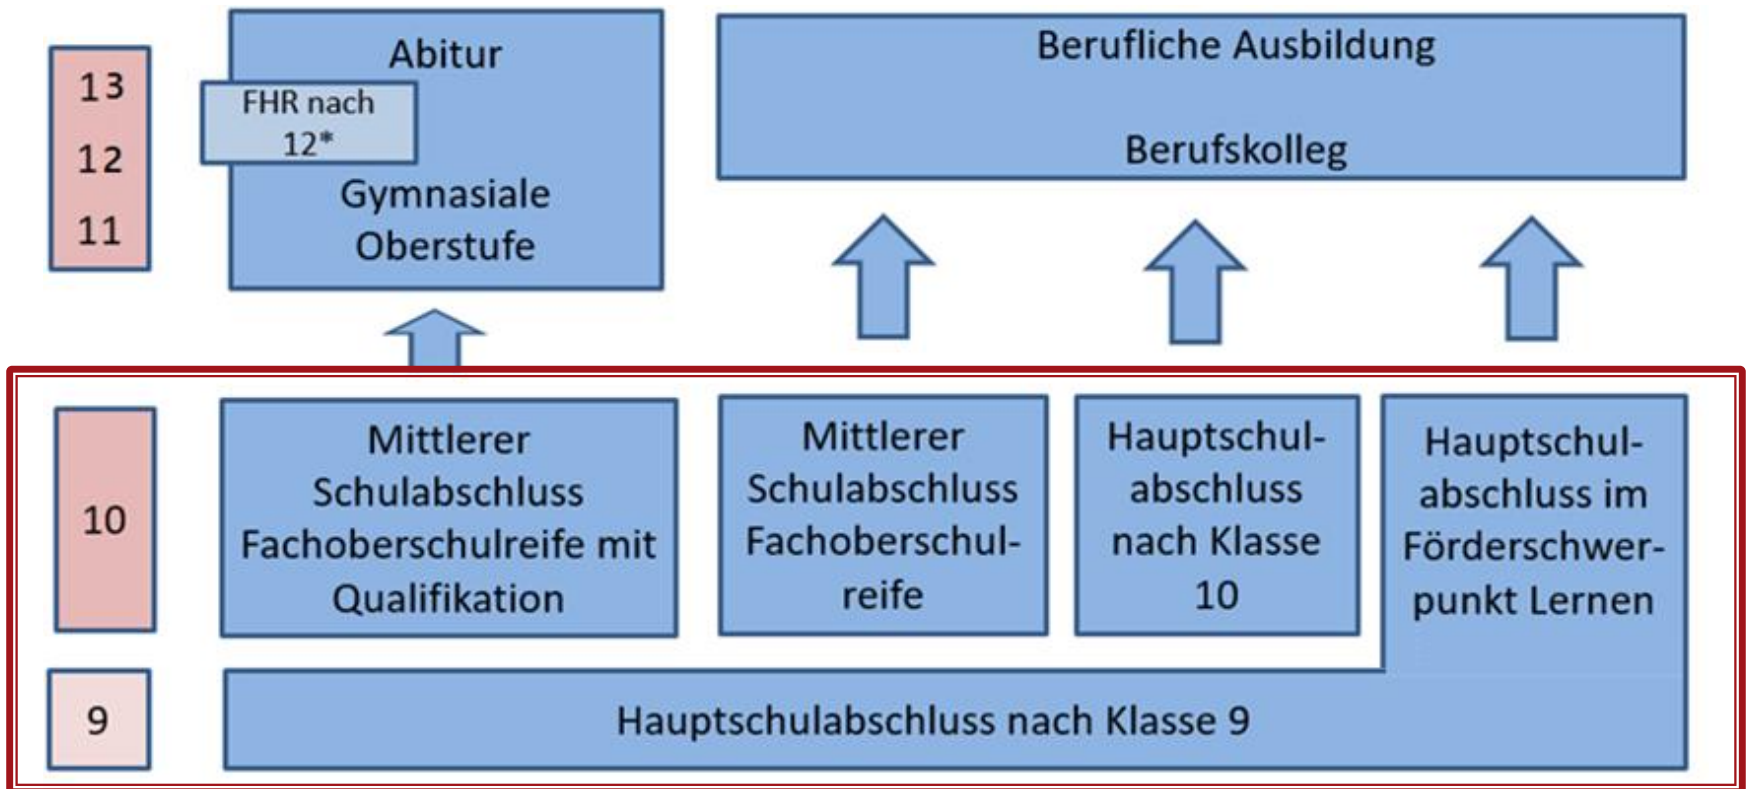 13
12
11
Abitur
FHR nach
12*
Gymnasiale
Oberstufe
Berufliche Ausbildung
Berufskolleg
10
Mittlerer
Schulabschluss
Fachoberschulreife mit
Qualifikation
Mittlerer
Schulabschluss
Fachoberschul-
reife
Hauptschul-
abschluss
nach Klasse
10
Hauptschul-
abschluss im
Förderschwer-
punkt Lernen
9
Hauptschulabschluss nach Klasse 9